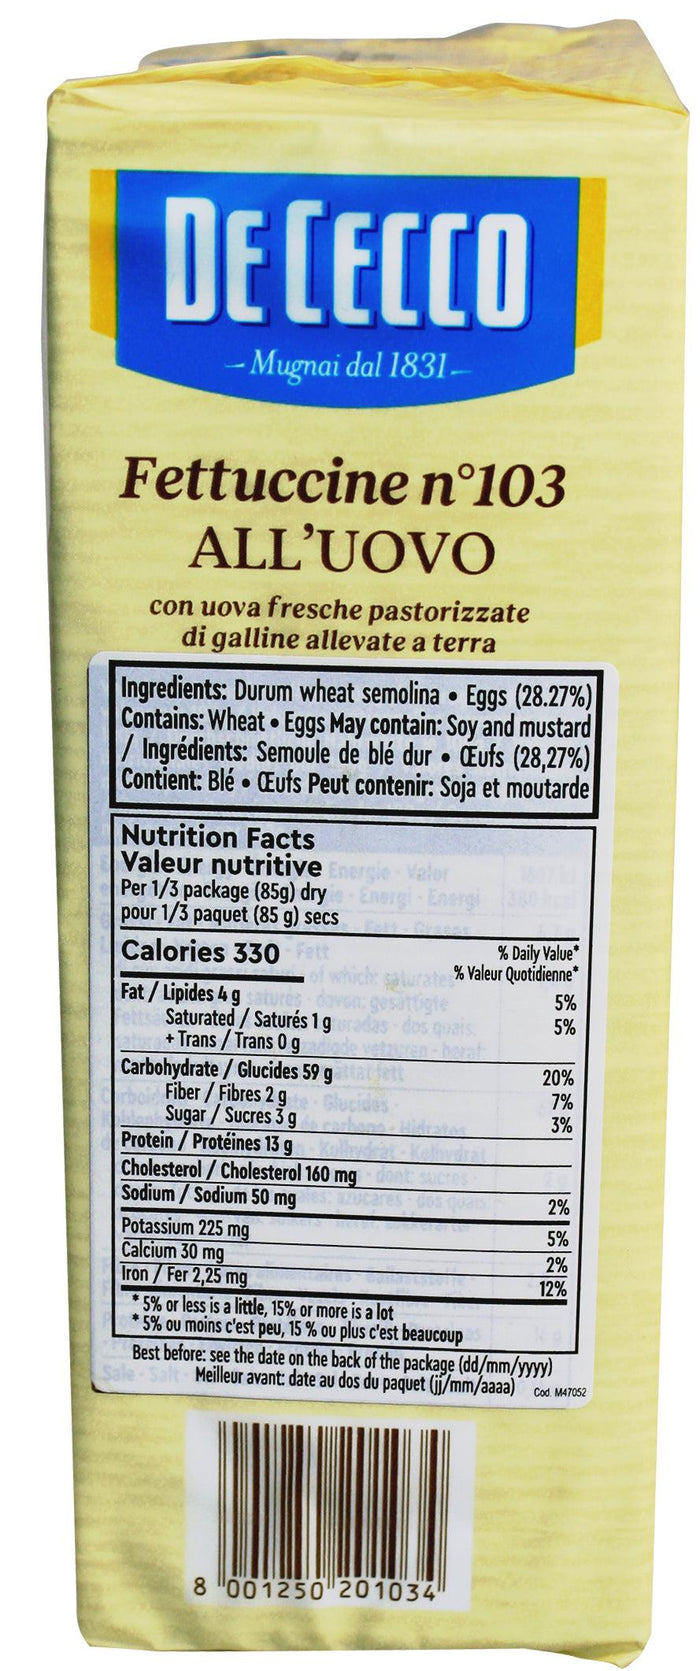 DE CECCO
– Mugnai dal 1831 –
Fettuccine n°103
ALL'UOVO
con uova fresche pastorizzate
di galline allevate a terra
Ingredients: Durum wheat semolina • Eggs (28.27%)
Contains: Wheat • Eggs May contain: Soy and mustard
/ Ingrédients: Semoule de blé dur • Œufs (28,27%)
Contient: Blé • Œufs Peut contenir: Soja et moutarde
Nutrition Facts
Valeur nutritive
Per 1/3 package (85g) dry
pour 1/3 paquet (85 g) secs
Calories 330
% Daily Value*
% Valeur Quotidienne*
Fat / Lipides 4 g 5%
Saturated / Saturés 1 g 5%
+ Trans / Trans 0 g
Carbohydrate / Glucides 59 g 20%
Fiber / Fibres 2 g 7%
Sugar / Sucres 3 g 3%
Protein / Protéines 13 g
Cholesterol / Cholesterol 160 mg
Sodium / Sodium 50 mg 2%
Potassium 225 mg 5%
Calcium 30 mg 2%
Iron / Fer 2,25 mg 12%
* 5% or less is a little, 15% or more is a lot
* 5% ou moins c'est peu, 15 % ou plus c'est beaucoup
Best before: see the date on the back of the package (dd/mm/yyyy)
Meilleur avant: date au dos du paquet (jj/mm/aaaa)
Cod. M47052
8 001250 201034